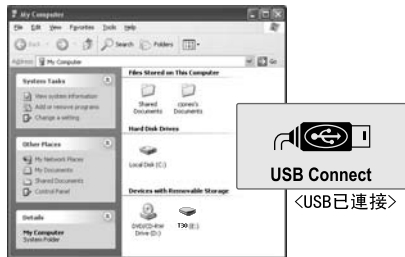 My Computer
File Edit View Favorites Tools Help
Back Search Folders
Address My Computer Go
System Tasks
View system information
Add or remove programs
Change a setting
Other Places
My Network Places
My Documents
Shared Documents
Control Panel
Details
My Computer
System Folder
Files Stored on This Computer
Shared Documents
Documents
Hard Disk Drives
Local Disk (C:)
Devices with Removable Storage
DVD/CD-RW Drive (D:)
T30 (E:)
USB Connect
<USB已連接>